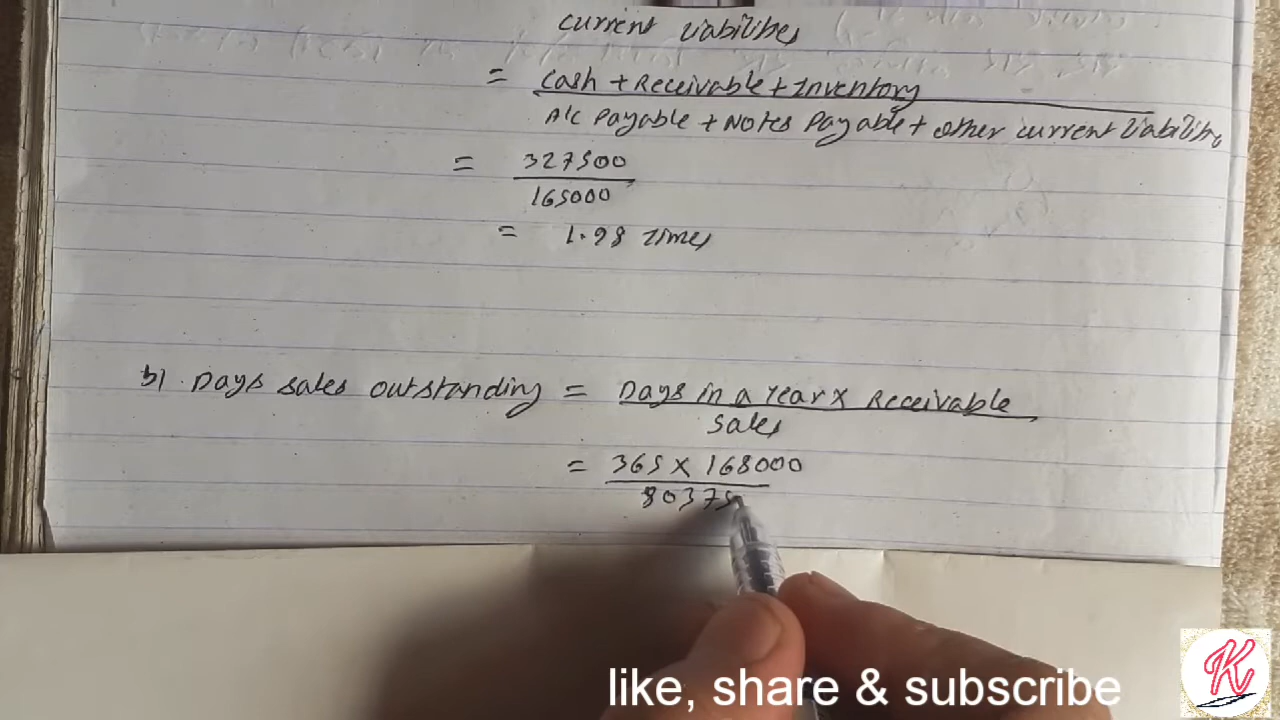 Current Liabilities
= Cash + Receivable + Inventory
A/c Payable + Notes Payable + Other Current Liabilities
= 327500
165000
= 1.98 Times
b) Days Sales Outstanding = Days in a Year x Receivable
Sales
= 365 x 168000
80375
like, share & subscribe
K